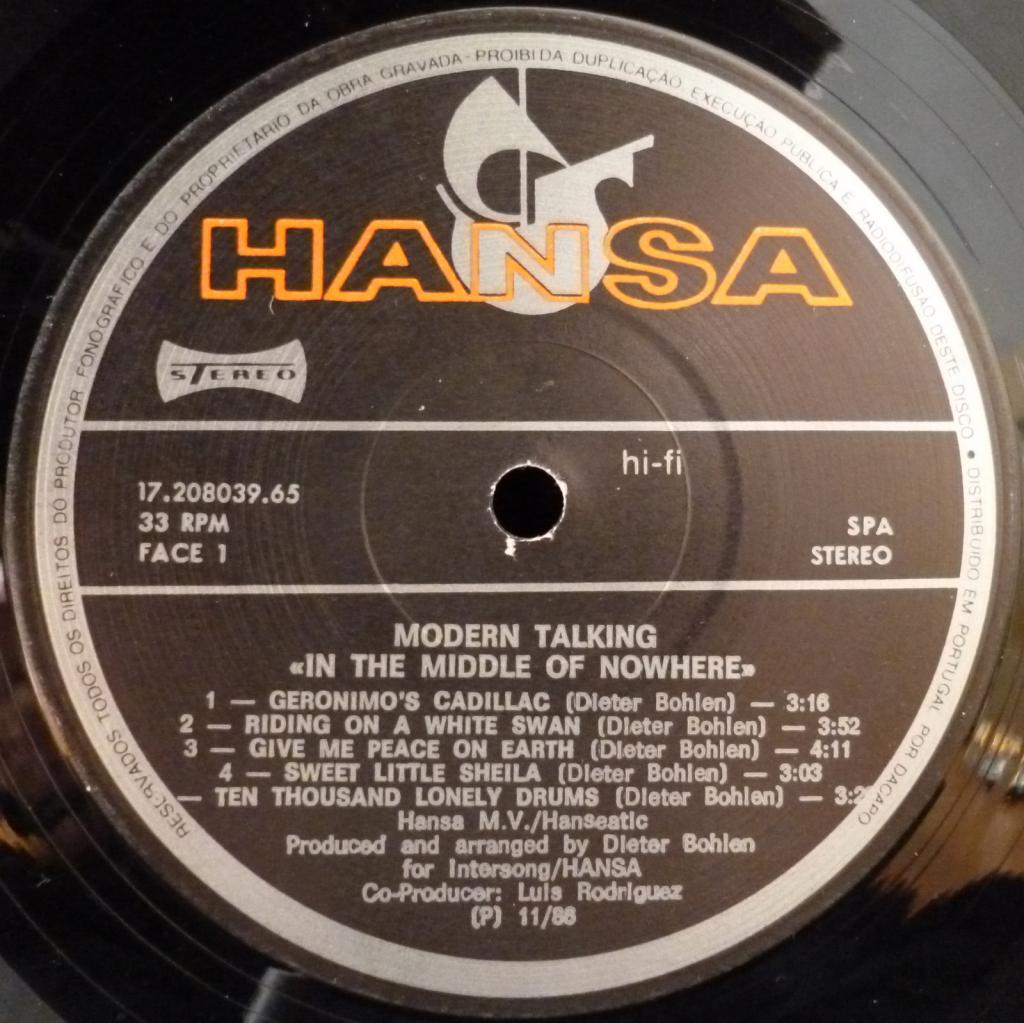 RESERVADOS TODOS OS DIREITOS DO PRODUTOR FONOGRAFICO E DO PROPRIETARIO DA OBRA GRAVADA - PROIBIDA DUPLICAÇÃO, EXECUÇÃO PUBLICA E RADIODIFUSÃO DESTE DISCO • DISTRIBUIDO EM PORTUGAL POR DACAPO
HANSA
STEREO
hi-fi
17.208039.65
33 RPM
FACE 1
SPA
STEREO
MODERN TALKING
«IN THE MIDDLE OF NOWHERE»
1 — GERONIMO'S CADILLAC (Dieter Bohlen) — 3:16
2 — RIDING ON A WHITE SWAN (Dieter Bohlen) — 3:52
3 — GIVE ME PEACE ON EARTH (Dieter Bohlen) — 4:11
4 — SWEET LITTLE SHEILA (Dieter Bohlen) — 3:03
— TEN THOUSAND LONELY DRUMS (Dieter Bohlen) —
Hansa M.V./Hanseatic
Produced and arranged by Dieter Bohlen
for Intersong/HANSA
Co-Producer: Luis Rodriguez
(P) 11/86